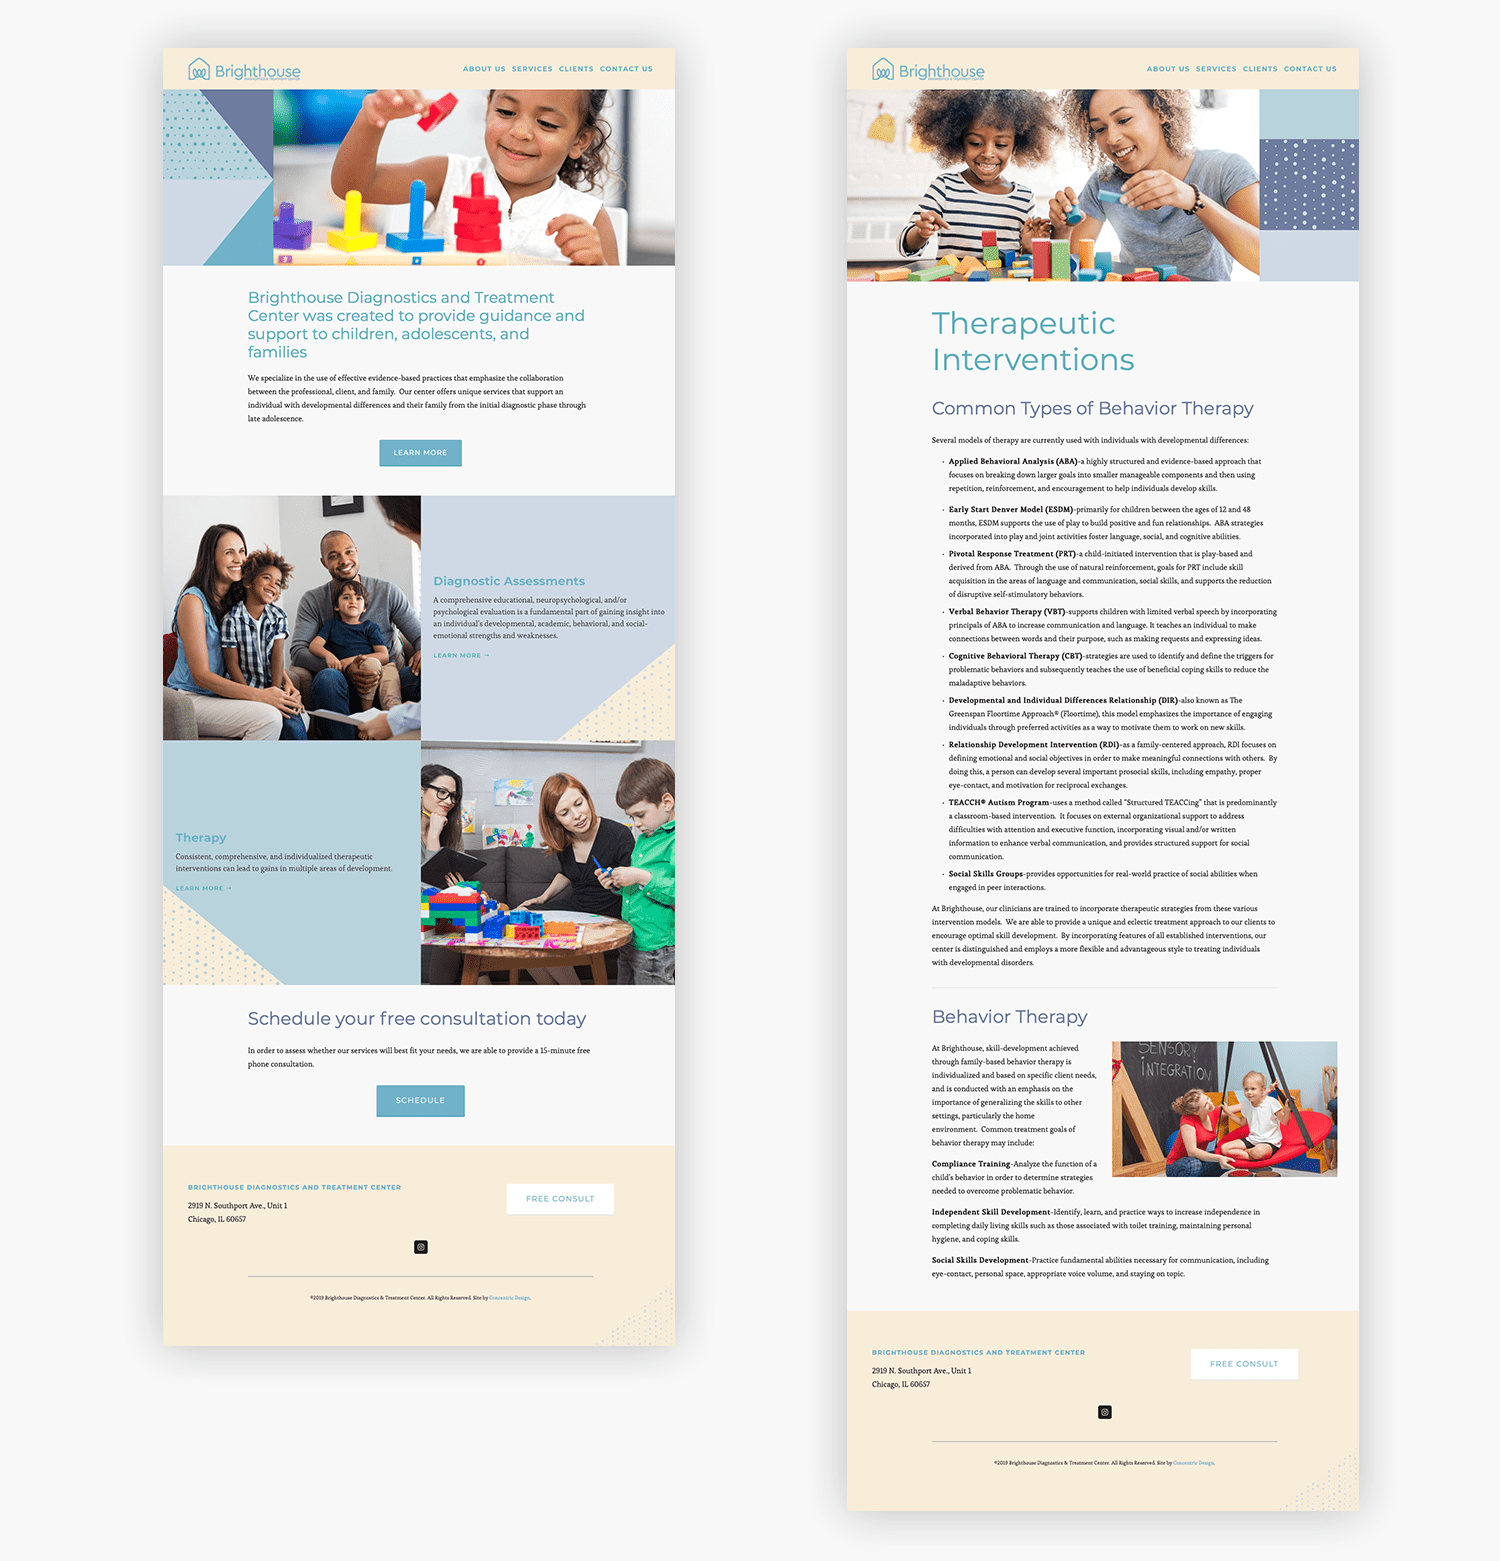 Brighthouse
DIAGNOSTICS & TREATMENT CENTER
ABOUT US SERVICES CLIENTS CONTACT US
Brighthouse Diagnostics and Treatment
Center was created to provide guidance and
support to children, adolescents, and
families
We specialize in the use of effective evidence-based practices that emphasize the collaboration
between the professional, client, and family. Our center offers unique services that support an
individual with developmental differences and their family from the initial diagnostic phase through
late adolescence.
LEARN MORE
Diagnostic Assessments
A comprehensive educational, neuropsychological, and/or
psychological evaluation is a fundamental part of gaining insight into
an individual's developmental, academic, behavioral, and social-
emotional strengths and weaknesses.
LEARN MORE →
Therapy
Consistent, comprehensive, and individualized therapeutic
interventions can lead to gains in multiple areas of development.
LEARN MORE →
Schedule your free consultation today
In order to assess whether our services will best fit your needs, we are able to provide a 15-minute free
phone consultation.
SCHEDULE
BRIGHTHOUSE DIAGNOSTICS AND TREATMENT CENTER
2919 N. Southport Ave., Unit 1
Chicago, IL 60657
FREE CONSULT
©2019 Brighthouse Diagnostics & Treatment Center. All Rights Reserved. Site by Concentric Design.
Brighthouse
DIAGNOSTICS & TREATMENT CENTER
ABOUT US SERVICES CLIENTS CONTACT US
Therapeutic
Interventions
Common Types of Behavior Therapy
Several models of therapy are currently used with individuals with developmental differences:
• Applied Behavioral Analysis (ABA)-a highly structured and evidence-based approach that
focuses on breaking down larger goals into smaller manageable components and then using
repetition, reinforcement, and encouragement to help individuals develop skills.
• Early Start Denver Model (ESDM)-primarily for children between the ages of 12 and 48
months, ESDM supports the use of play to build positive and fun relationships. ABA strategies
incorporated into play and joint activities foster language, social, and cognitive abilities.
• Pivotal Response Treatment (PRT)-a child-initiated intervention that is play-based and
derived from ABA. Through the use of natural reinforcement, goals for PRT include skill
acquisition in the areas of language and communication, social skills, and supports the reduction
of disruptive self-stimulatory behaviors.
• Verbal Behavior Therapy (VBT)-supports children with limited verbal speech by incorporating
principals of ABA to increase communication and language. It teaches an individual to make
connections between words and their purpose, such as making requests and expressing ideas.
• Cognitive Behavioral Therapy (CBT)-strategies are used to identify and define the triggers for
problematic behaviors and subsequently teaches the use of beneficial coping skills to reduce the
maladaptive behaviors.
• Developmental and Individual Differences Relationship (DIR)-also known as The
Greenspan Floortime Approach® (Floortime), this model emphasizes the importance of engaging
individuals through preferred activities as a way to motivate them to work on new skills.
• Relationship Development Intervention (RDI)-as a family-centered approach, RDI focuses on
defining emotional and social objectives in order to make meaningful connections with others. By
doing this, a person can develop several important prosocial skills, including empathy, proper
eye-contact, and motivation for reciprocal exchanges.
• TEACCH® Autism Program-uses a method called "Structured TEACCing" that is predominantly
a classroom-based intervention. It focuses on external organizational support to address
difficulties with attention and executive function, incorporating visual and/or written
information to enhance verbal communication, and provides structured support for social
communication.
• Social Skills Groups-provides opportunities for real-world practice of social abilities when
engaged in peer interactions.
At Brighthouse, our clinicians are trained to incorporate therapeutic strategies from these various
intervention models. We are able to provide a unique and eclectic treatment approach to our clients to
encourage optimal skill development. By incorporating features of all established interventions, our
center is distinguished and employs a more flexible and advantageous style to treating individuals
with developmental disorders.
Behavior Therapy
At Brighthouse, skill-development achieved
through family-based behavior therapy is
individualized and based on specific client needs,
and is conducted with an emphasis on the
importance of generalizing the skills to other
settings, particularly the home
environment. Common treatment goals of
behavior therapy may include:
SENSORY
INTEGRATION
Compliance Training-Analyze the function of a
child's behavior in order to determine strategies
needed to overcome problematic behavior.
Independent Skill Development-Identify, learn, and practice ways to increase independence in
completing daily living skills such as those associated with toilet training, maintaining personal
hygiene, and coping skills.
Social Skills Development-Practice fundamental abilities necessary for communication, including
eye-contact, personal space, appropriate voice volume, and staying on topic.
BRIGHTHOUSE DIAGNOSTICS AND TREATMENT CENTER
2919 N. Southport Ave., Unit 1
Chicago, IL 60657
FREE CONSULT
©2019 Brighthouse Diagnostics & Treatment Center. All Rights Reserved. Site by Concentric Design.